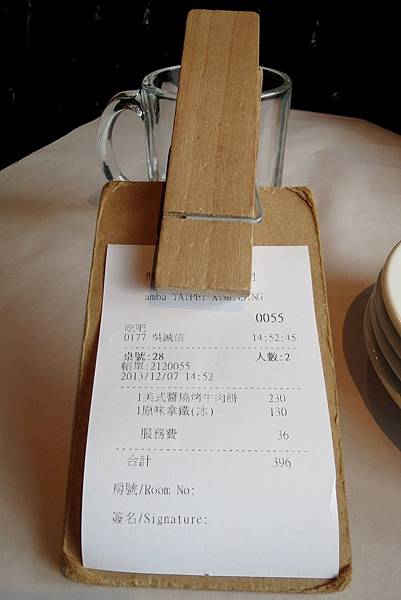 amba TAIPEI XIMENDING
0055
吃吧
0177 吳誠信 14:52:45
桌號:28 人數:2
帳單:2120055
2013/12/07 14:52
1美式醬燒烤牛肉餅 230
1原味拿鐵(冰) 130
服務費 36
合計 396
房號/Room No:
簽名/Signature: